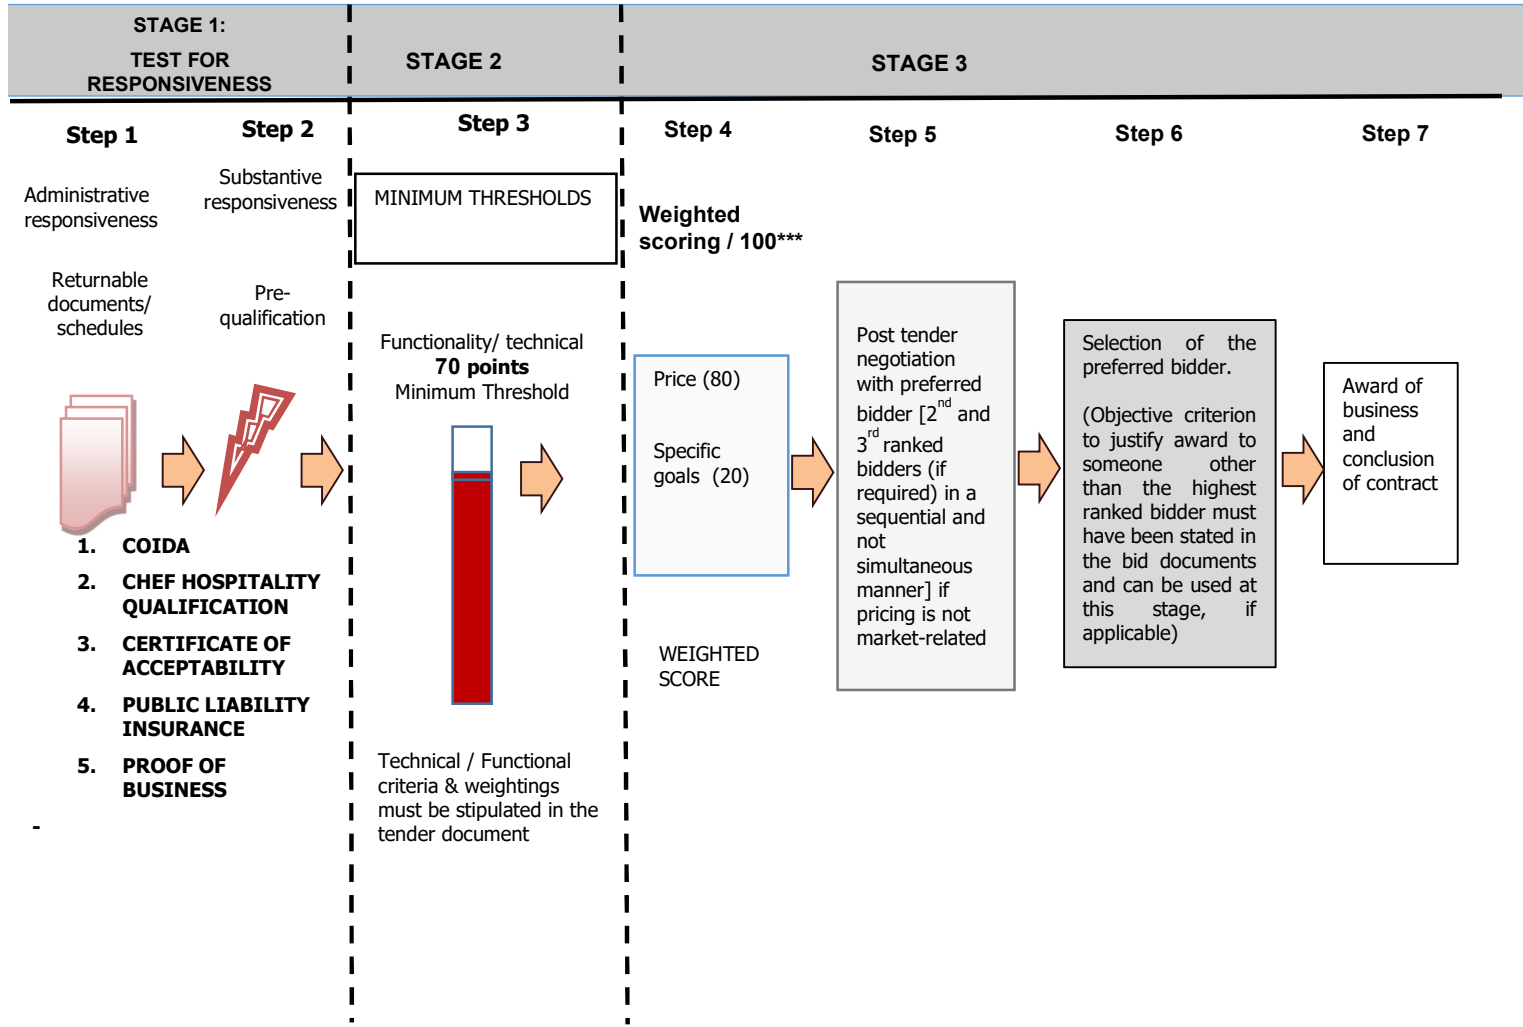 STAGE 1:
TEST FOR
RESPONSIVENESS
STAGE 2
STAGE 3
Step 1
Step 2
Step 3
Step 4
Step 5
Step 6
Step 7
Administrative
responsiveness
Returnable
documents/
schedules
Substantive
responsiveness
Pre-
qualification
1. COIDA
2. CHEF HOSPITALITY
QUALIFICATION
3. CERTIFICATE OF
ACCEPTABILITY
4. PUBLIC LIABILITY
INSURANCE
5. PROOF OF
BUSINESS
-
MINIMUM THRESHOLDS
Functionality/ technical
70 points
Minimum Threshold
Technical / Functional
criteria & weightings
must be stipulated in the
tender document
Weighted
scoring / 100***
Price (80)
Specific
goals (20)
WEIGHTED
SCORE
Post tender
negotiation
with preferred
bidder [2nd and
3rd ranked
bidders (if
required) in a
sequential and
not
simultaneous
manner] if
pricing is not
market-related
Selection of the
preferred bidder.
(Objective criterion
to justify award to
someone other
than the highest
ranked bidder must
have been stated in
the bid documents
and can be used at
this stage, if
applicable)
Award of
business
and
conclusion
of contract